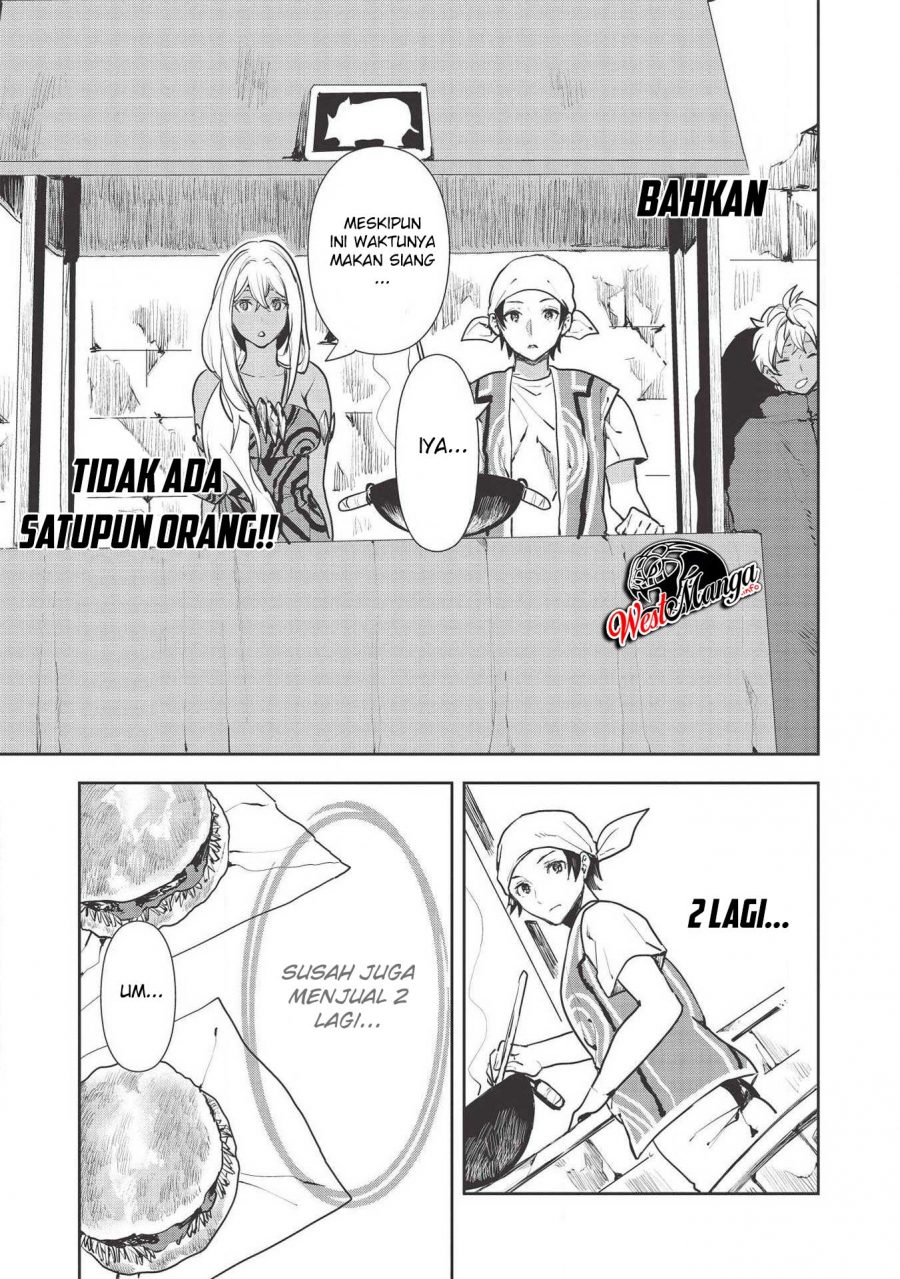 BAHKAN
MESKIPUN
INI WAKTUNYA
MAKAN SIANG
...
IYA...
TIDAK ADA
SATUPUN ORANG!!
WestManga
.info
2 LAGI...
SUSAH JUGA
MENJUAL 2
LAGI...
UM...